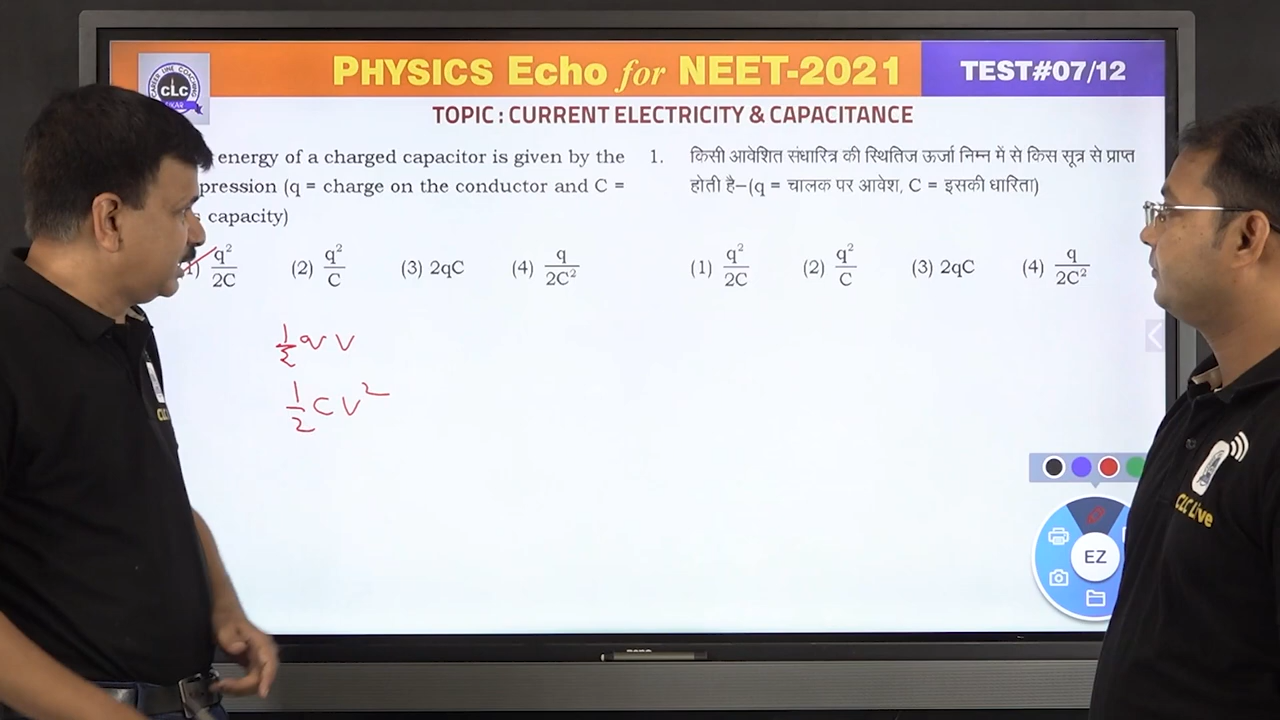 PHYSICS Echo for NEET-2021
TEST#07/12
CLC
TOPIC : CURRENT ELECTRICITY & CAPACITANCE
energy of a charged capacitor is given by the
pression (q = charge on the conductor and C =
capacity)
1) q²/2C (2) q²/C (3) 2qC (4) q/2C²
1. किसी आवेशित संधारित्र की स्थितिज ऊर्जा निम्न में से किस सूत्र से प्राप्त
होती है–(q = चालक पर आवेश, C = इसकी धारिता)
(1) q²/2C (2) q²/C (3) 2qC (4) q/2C²
1/2 q V
1/2 C V²
EZ
CLC Live